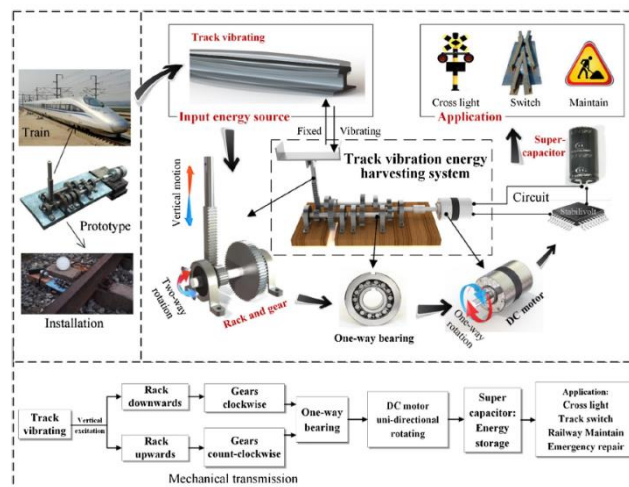 Train
Prototype
Installation
Track vibrating
Input energy source
Fixed
Vibrating
Cross light
Switch
Maintain
Application
Super-
capacitor
Track vibration energy
harvesting system
Circuit
Stabilivolt
Vertical motion
Two-way
rotation
Rack and gear
One-way bearing
One-way
rotation
DC motor
Track
vibrating
Vertical
excitation
Rack
downwards
Gears
clockwise
Rack
upwards
Gears
count-clockwise
Mechanical transmission
One-way
bearing
DC motor
uni-directional
rotating
Super
capacitor:
Energy
storage
Application:
Cross light
Track switch
Railway Maintain
Emergency repair